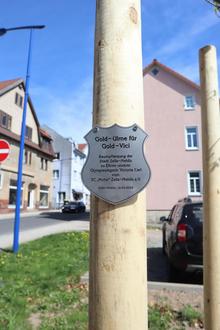 Gold-Ulme für
Gold-Vici
Baumpflanzung der
Stadt Zella-Mehlis
zu Ehren unserer
Olympiasiegerin Victoria Carl
vom
SC „Motor" Zella-Mehlis e.V.